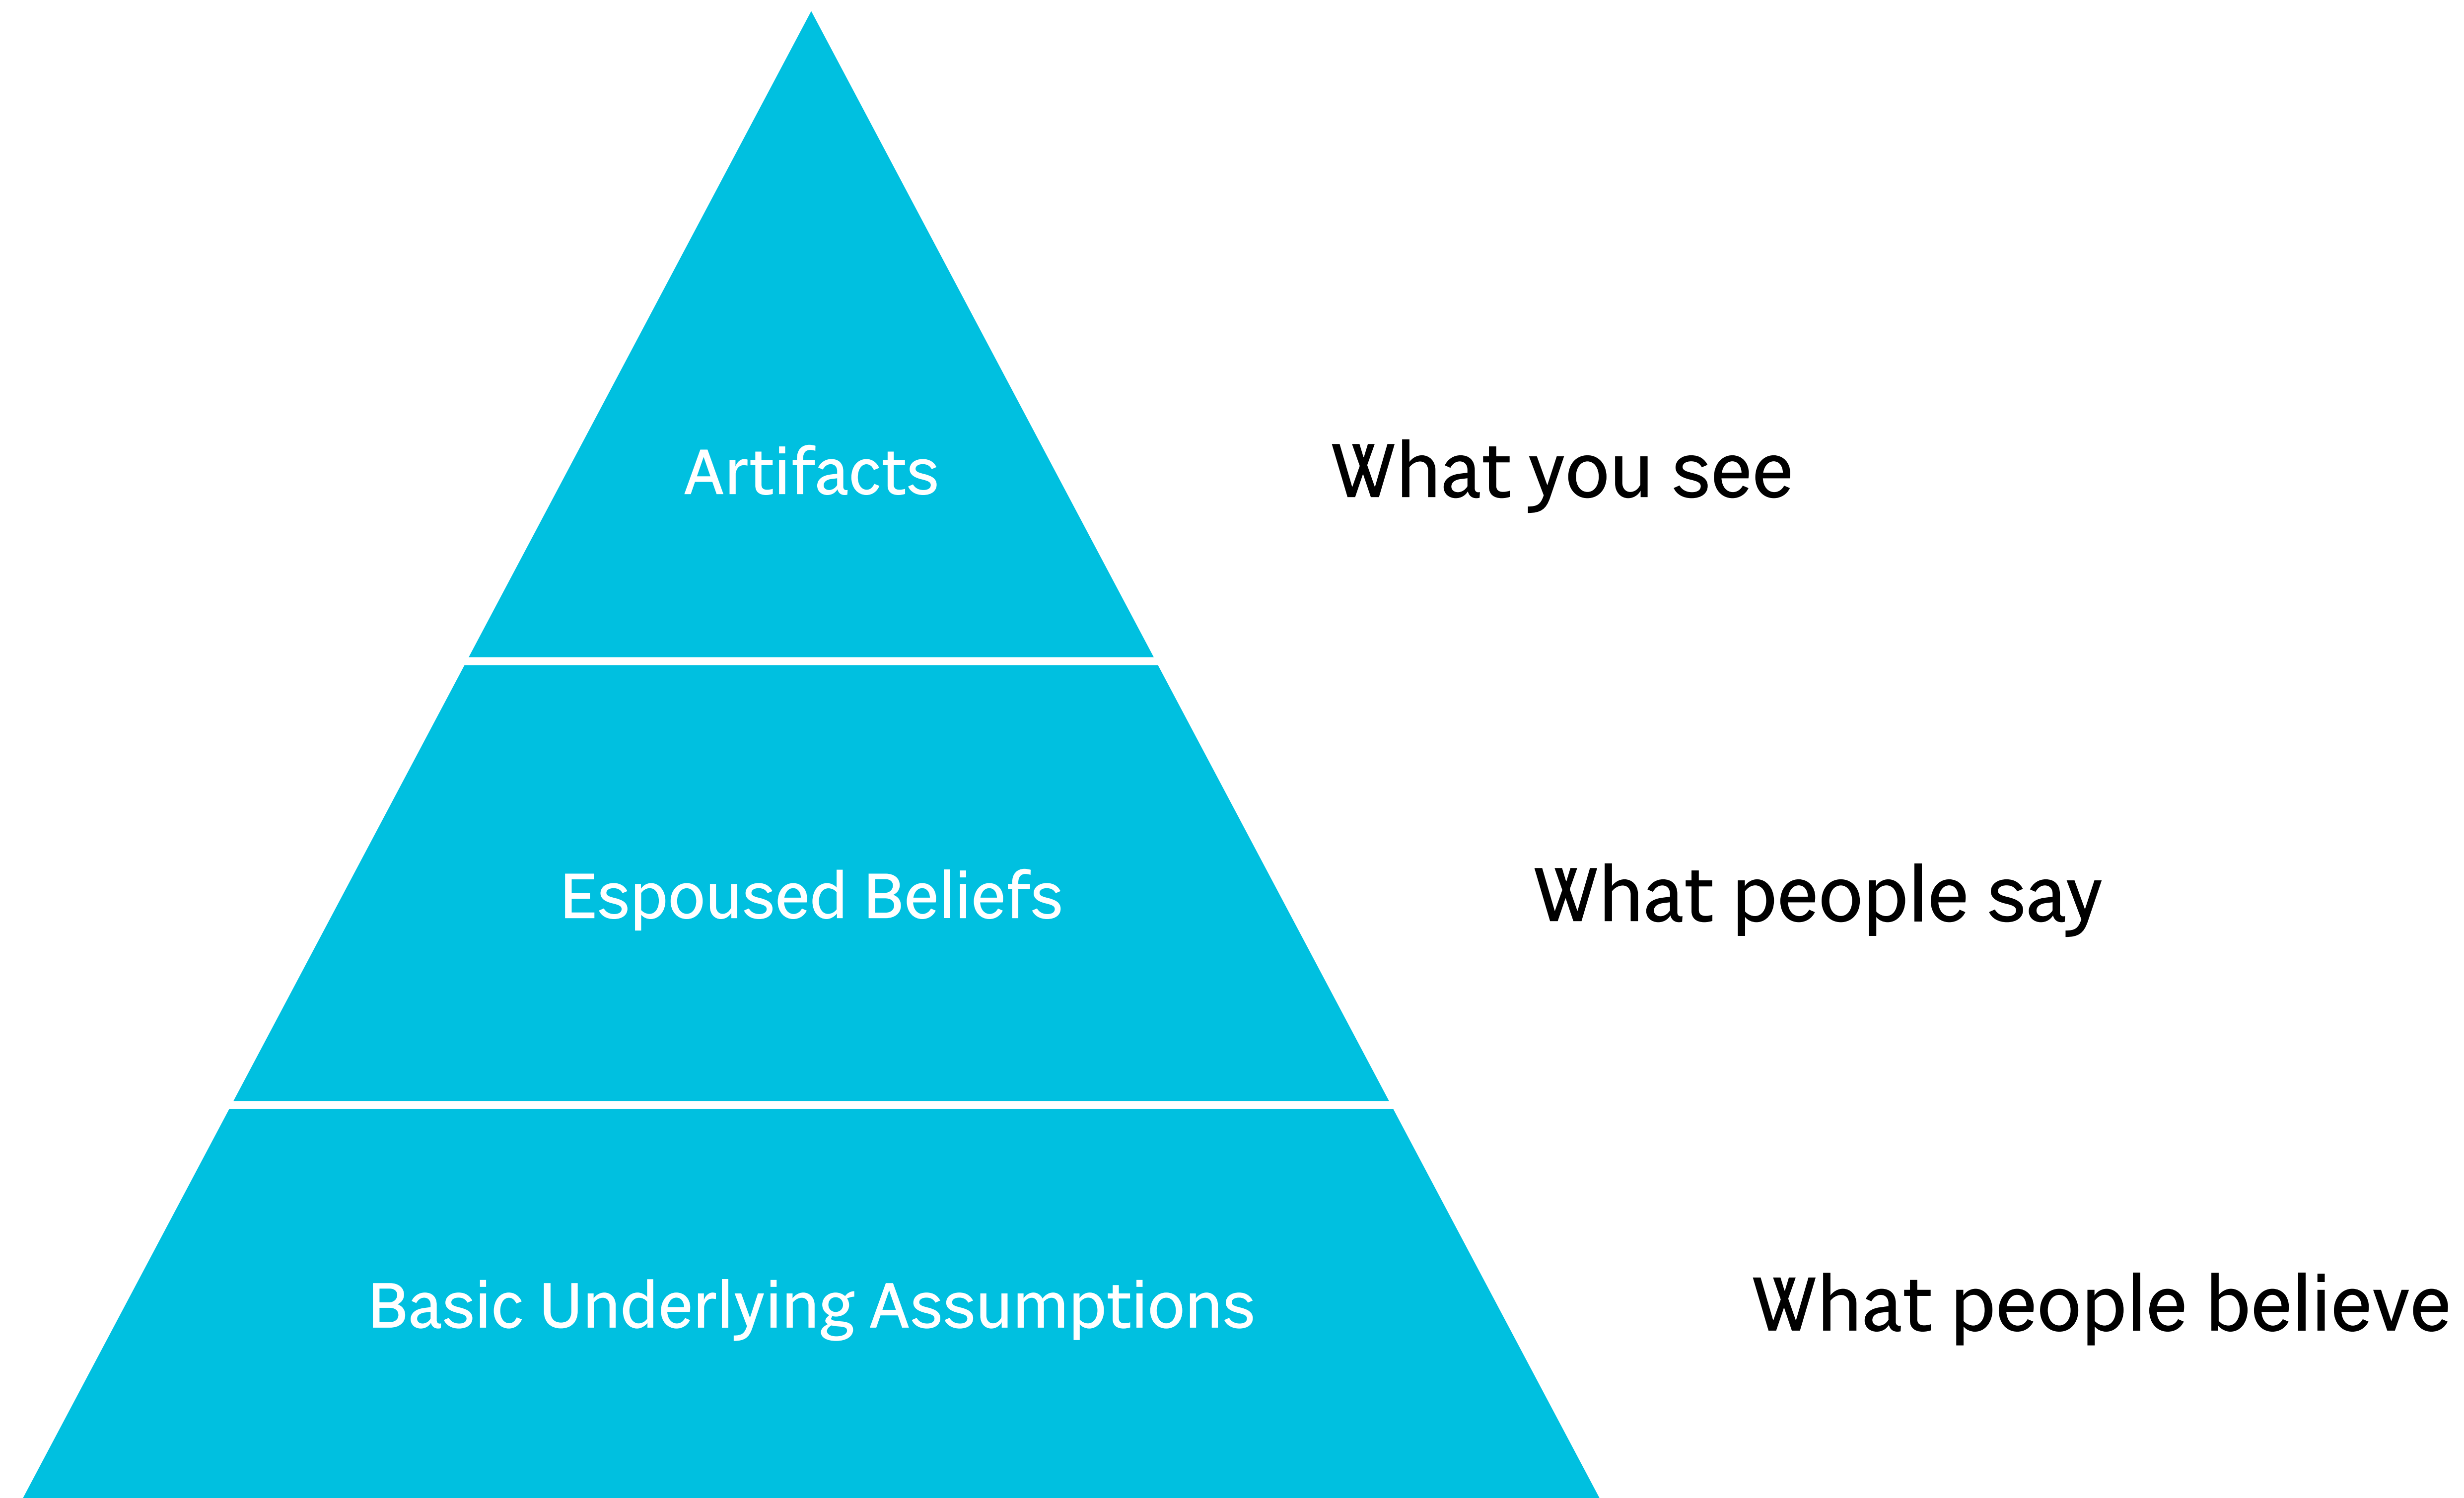 Artifacts
What you see
Espoused Beliefs
What people say
Basic Underlying Assumptions
What people believe